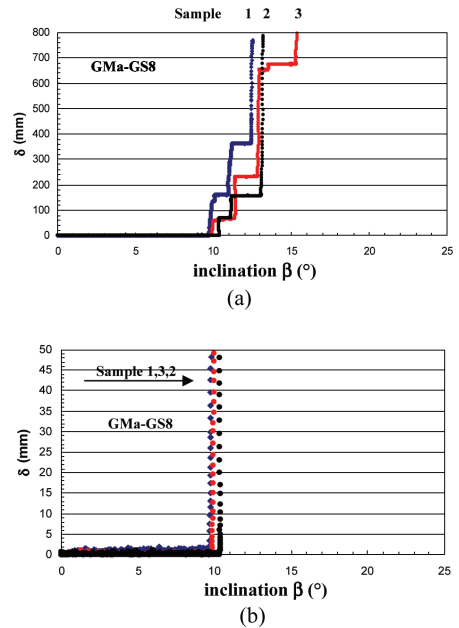 Sample 1 2 3
800
700
600
500
400
300
200
100
0
δ (mm)
GMa-GS8
0 5 10 15 20 25
inclination β (°)
(a)
50
45
40
35
30
25
20
15
10
5
0
δ (mm)
Sample 1,3,2
GMa-GS8
0 5 10 15 20 25
inclination β (°)
(b)